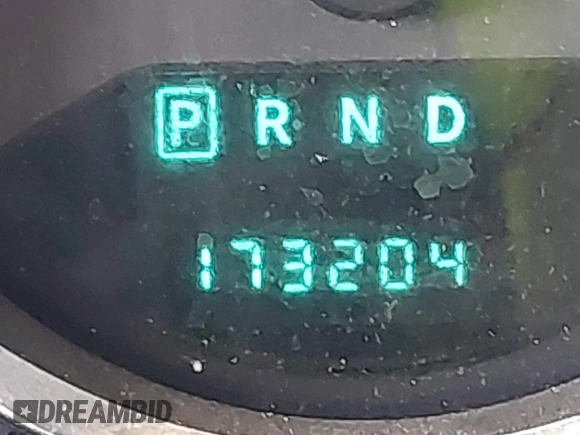 P R N D
173204
DREAMBID